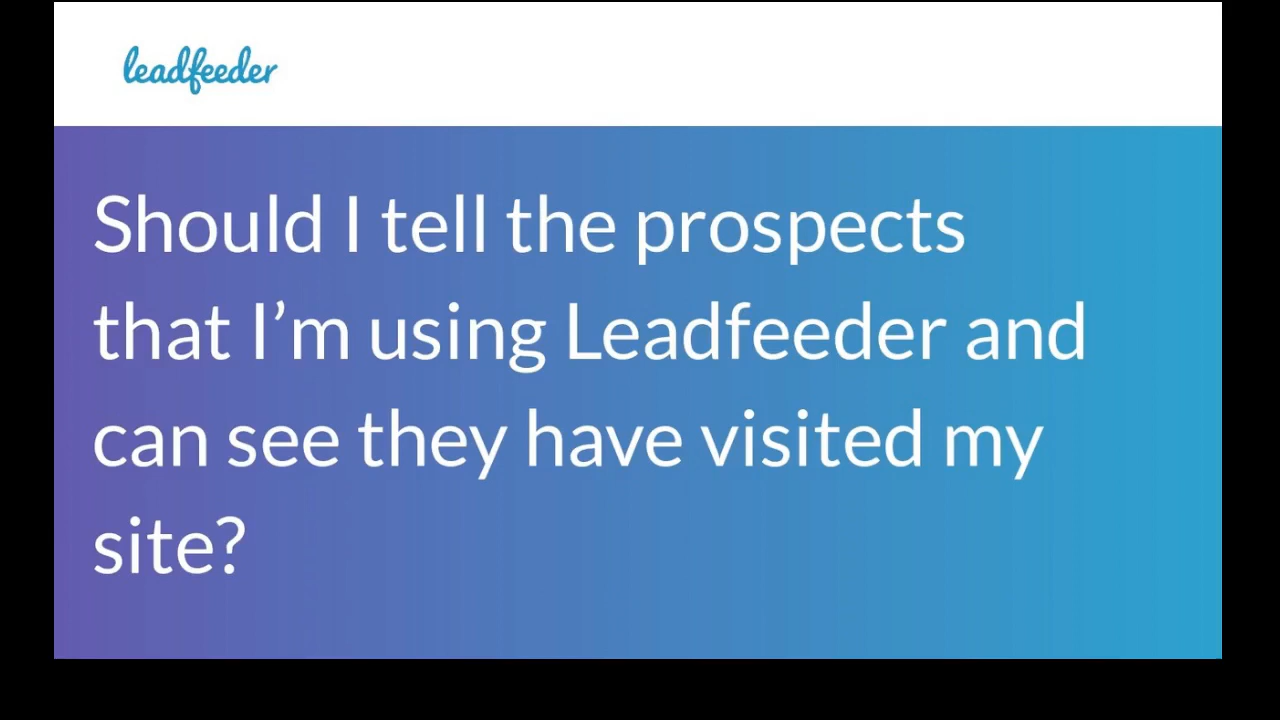 leadfeeder
Should I tell the prospects
that I’m using Leadfeeder and
can see they have visited my
site?